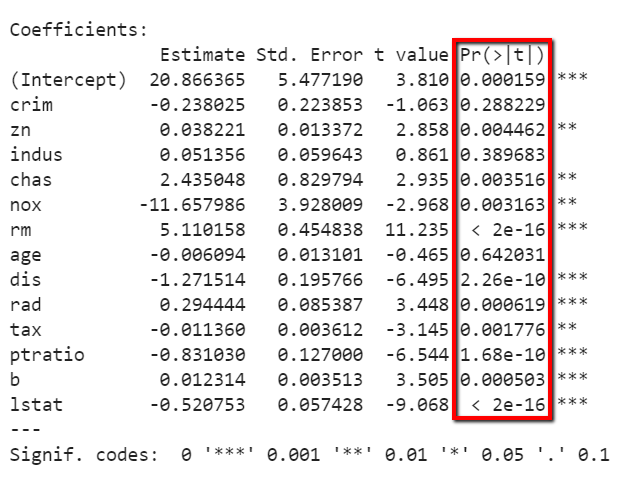 Coefficients:
Estimate Std. Error t value Pr(>|t|)
(Intercept) 20.866365 5.477190 3.810 0.000159 ***
crim -0.238025 0.223853 -1.063 0.288229
zn 0.038221 0.013372 2.858 0.004462 **
indus 0.051356 0.059643 0.861 0.389683
chas 2.435048 0.829794 2.935 0.003516 **
nox -11.657986 3.928009 -2.968 0.003163 **
rm 5.110158 0.454838 11.235 < 2e-16 ***
age -0.006094 0.013101 -0.465 0.642031
dis -1.271514 0.195766 -6.495 2.26e-10 ***
rad 0.294444 0.085387 3.448 0.000619 ***
tax -0.011360 0.003612 -3.145 0.001776 **
ptratio -0.831030 0.127000 -6.544 1.68e-10 ***
b 0.012314 0.003513 3.505 0.000503 ***
lstat -0.520753 0.057428 -9.068 < 2e-16 ***
---
Signif. codes: 0 '***' 0.001 '**' 0.01 '*' 0.05 '.' 0.1